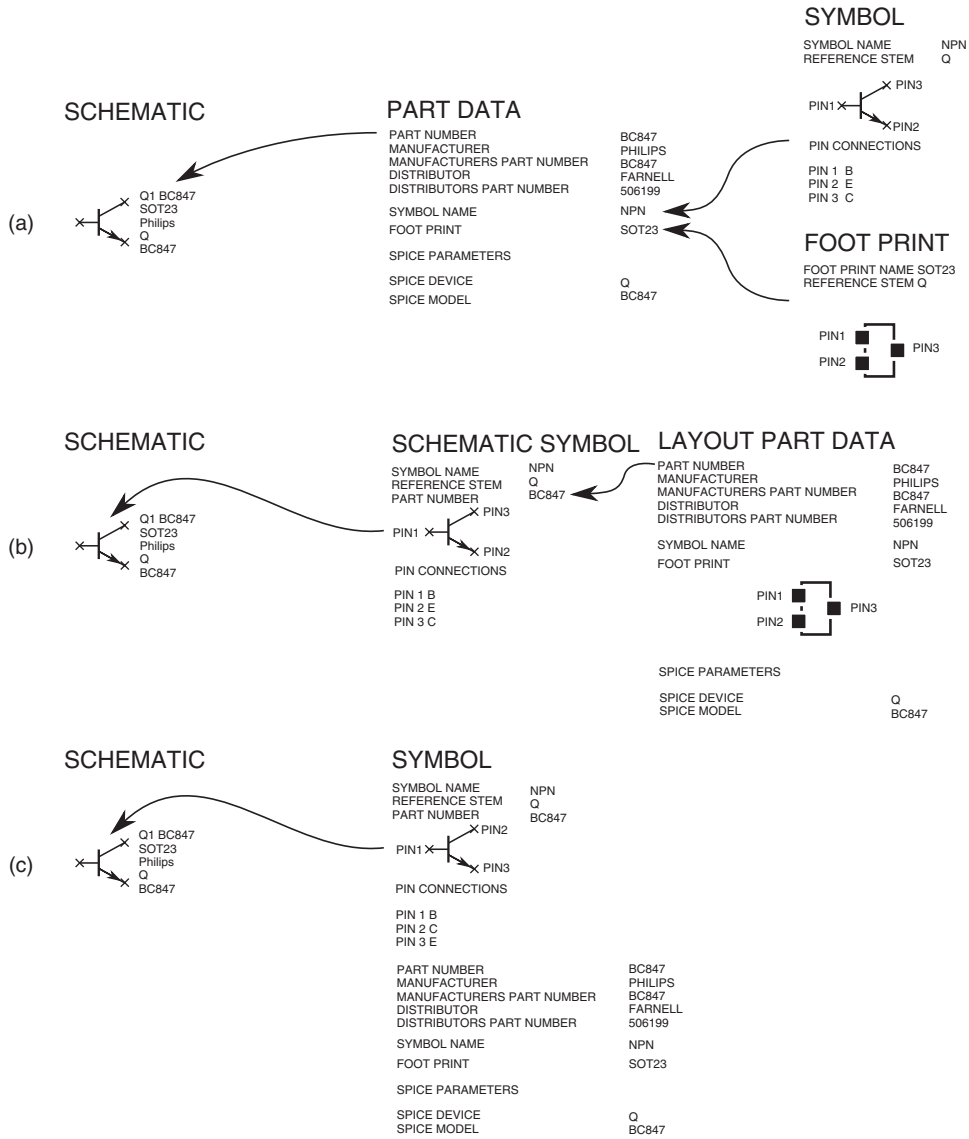 (a)
SCHEMATIC
Q1 BC847
SOT23
Philips
Q
BC847
PART DATA
PART NUMBER BC847
MANUFACTURER PHILIPS
MANUFACTURERS PART NUMBER BC847
DISTRIBUTOR FARNELL
DISTRIBUTORS PART NUMBER 506199
SYMBOL NAME NPN
FOOT PRINT SOT23
SPICE PARAMETERS
SPICE DEVICE Q
SPICE MODEL BC847
SYMBOL
SYMBOL NAME NPN
REFERENCE STEM Q
PIN3
PIN1
PIN2
PIN CONNECTIONS
PIN 1 B
PIN 2 E
PIN 3 C
FOOT PRINT
FOOT PRINT NAME SOT23
REFERENCE STEM Q
PIN1
PIN3
PIN2
(b)
SCHEMATIC
Q1 BC847
SOT23
Philips
Q
BC847
SCHEMATIC SYMBOL
SYMBOL NAME NPN
REFERENCE STEM Q
PART NUMBER BC847
PIN3
PIN1
PIN2
PIN CONNECTIONS
PIN 1 B
PIN 2 E
PIN 3 C
LAYOUT PART DATA
PART NUMBER BC847
MANUFACTURER PHILIPS
MANUFACTURERS PART NUMBER BC847
DISTRIBUTOR FARNELL
DISTRIBUTORS PART NUMBER 506199
SYMBOL NAME NPN
FOOT PRINT SOT23
PIN1
PIN3
PIN2
SPICE PARAMETERS
SPICE DEVICE Q
SPICE MODEL BC847
(c)
SCHEMATIC
Q1 BC847
SOT23
Philips
Q
BC847
SYMBOL
SYMBOL NAME NPN
REFERENCE STEM Q
PART NUMBER BC847
PIN2
PIN1
PIN3
PIN CONNECTIONS
PIN 1 B
PIN 2 C
PIN 3 E
PART NUMBER BC847
MANUFACTURER PHILIPS
MANUFACTURERS PART NUMBER BC847
DISTRIBUTOR FARNELL
DISTRIBUTORS PART NUMBER 506199
SYMBOL NAME NPN
FOOT PRINT SOT23
SPICE PARAMETERS
SPICE DEVICE Q
SPICE MODEL BC847